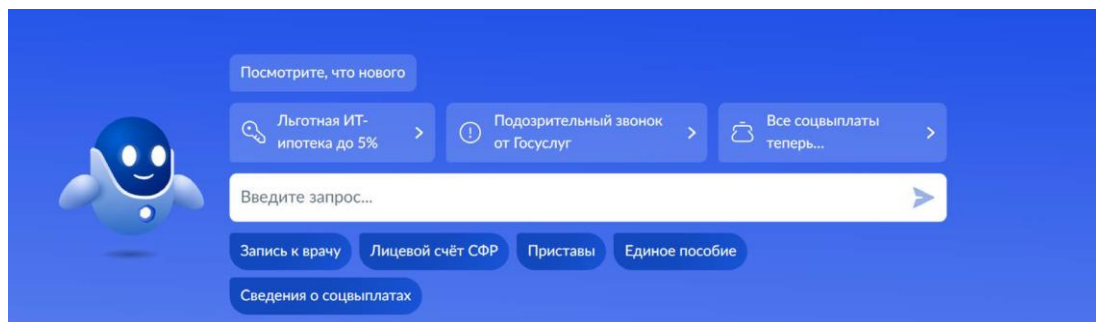 Посмотрите, что нового
Льготная ИТ-
ипотека до 5%
Подозрительный звонок
от Госуслуг
Все соцвыплаты
теперь...
Введите запрос...
Запись к врачу
Лицевой счёт СФР
Приставы
Единое пособие
Сведения о соцвыплатах